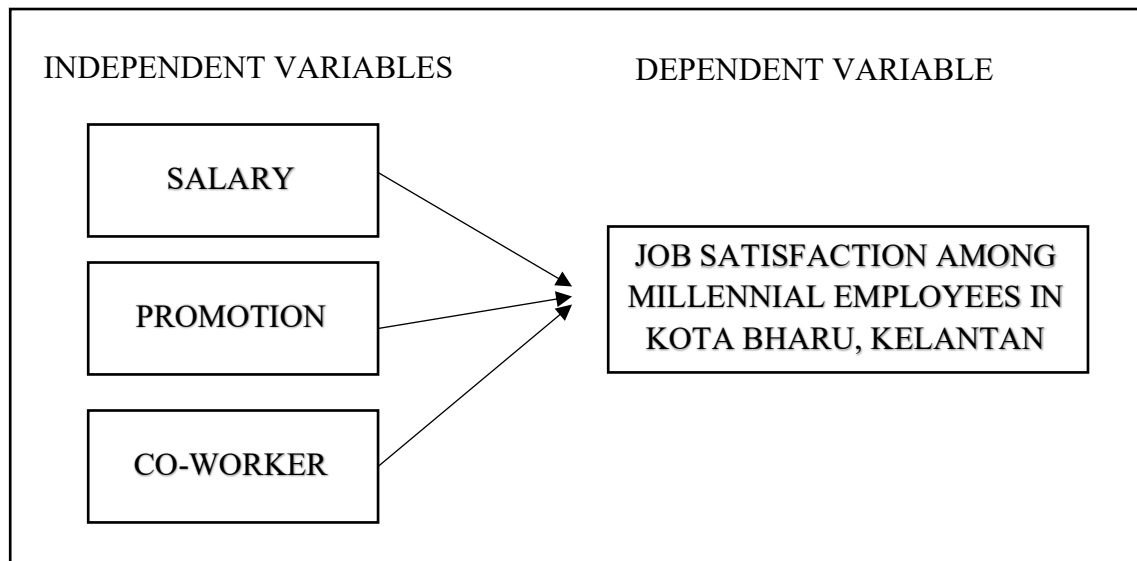 INDEPENDENT VARIABLES
DEPENDENT VARIABLE
SALARY
PROMOTION
CO-WORKER
JOB SATISFACTION AMONG
MILLENNIAL EMPLOYEES IN
KOTA BHARU, KELANTAN